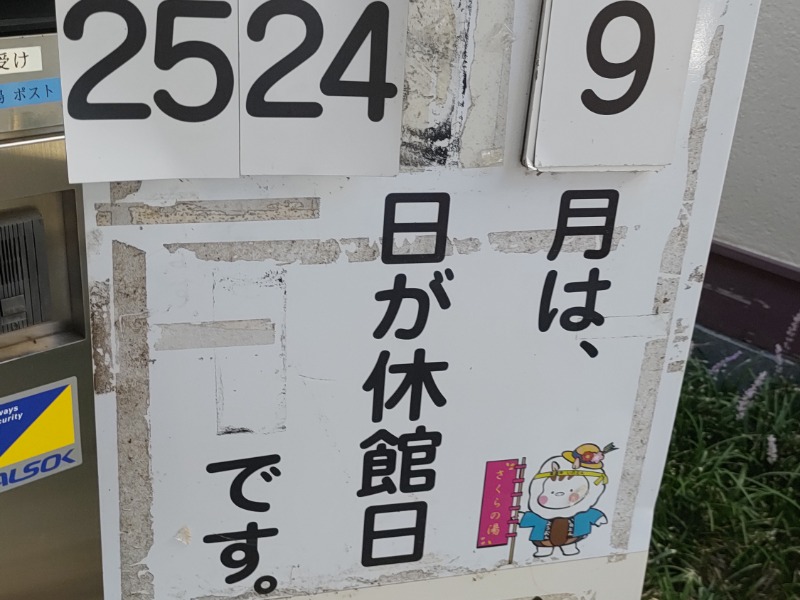 9
月は、
24
25
日が休館日
です。
さくらの湯
受け
ポスト
ways
curity
ALSOK